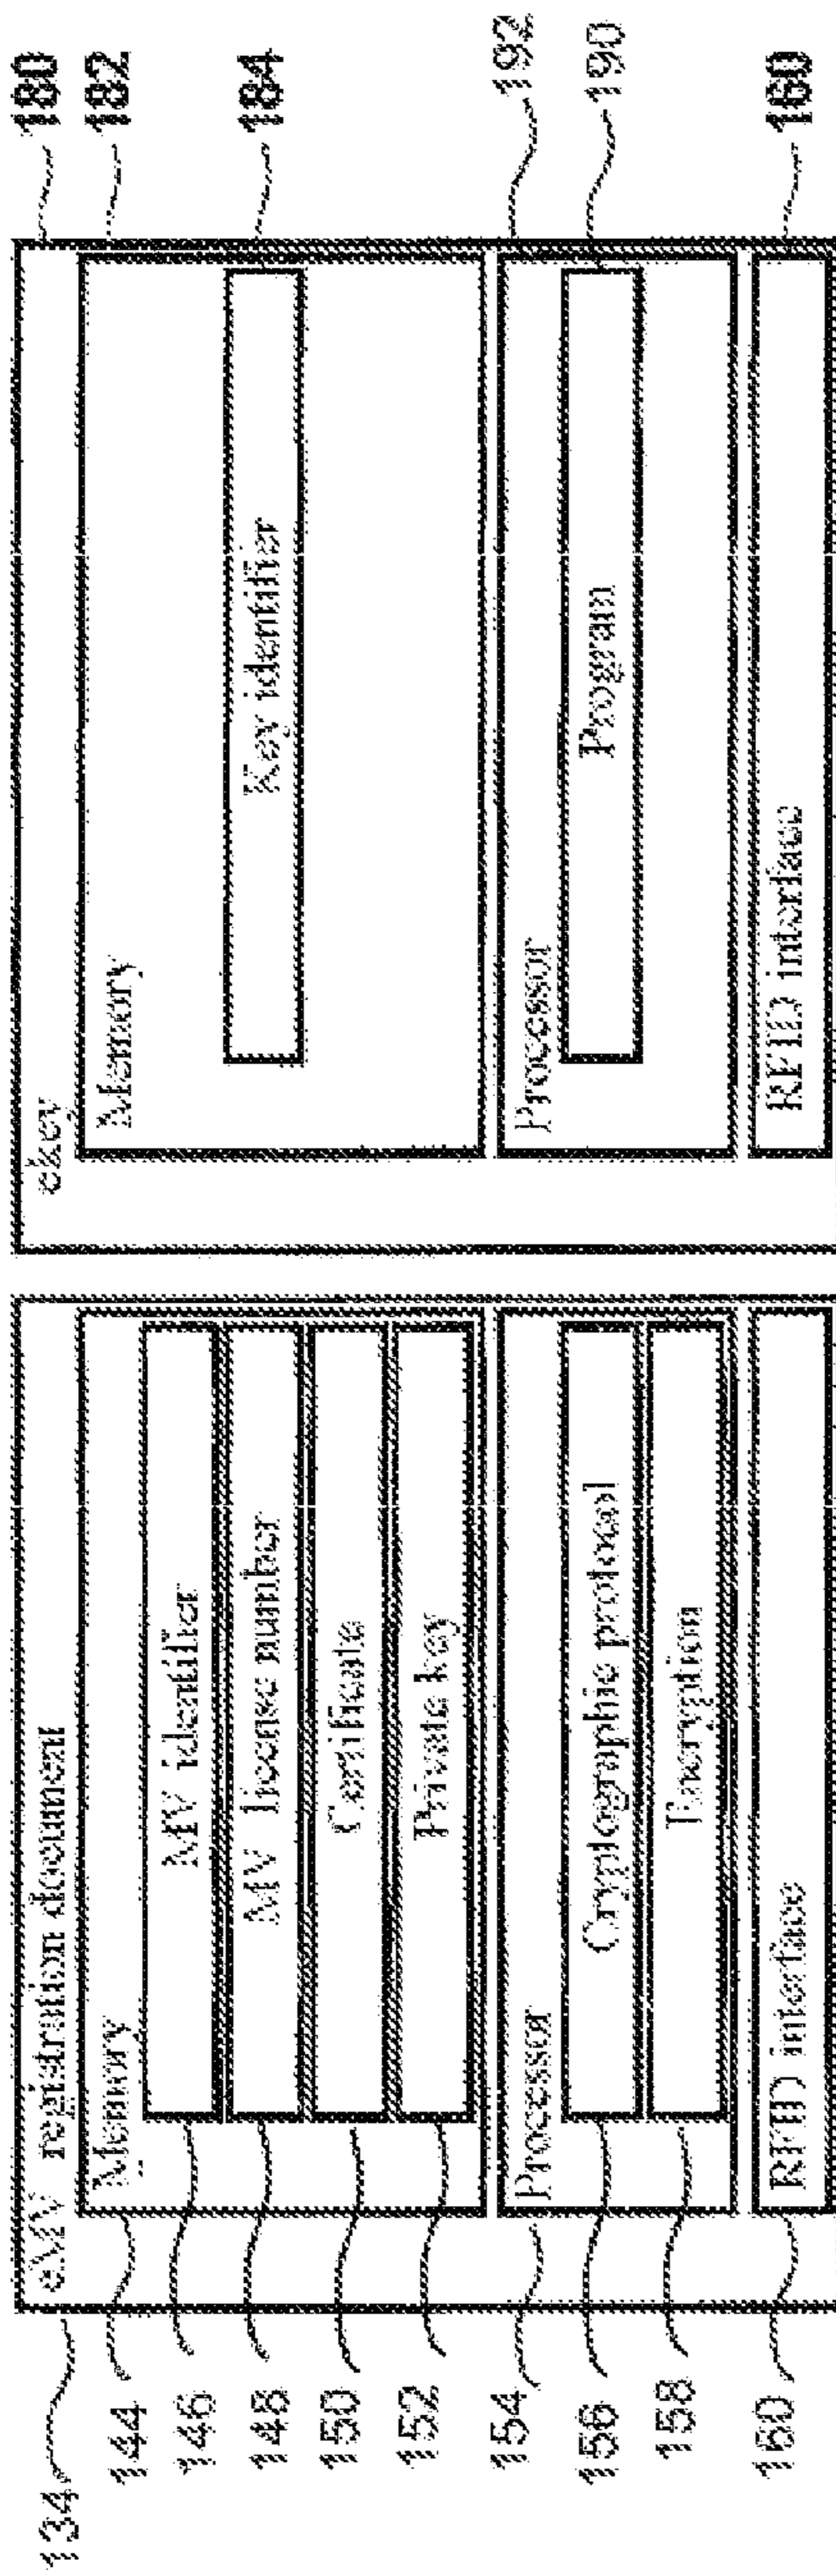 134
eMV registration document
144
Memory
146
MV identifier
148
MV license number
150
Certificate
152
Private key
154
Processor
156
Cryptographic protocol
158
Encryption
160
RFID interface
ekey
180
Memory
182
Key identifier
184
Processor
192
Program
190
RFID interface
160